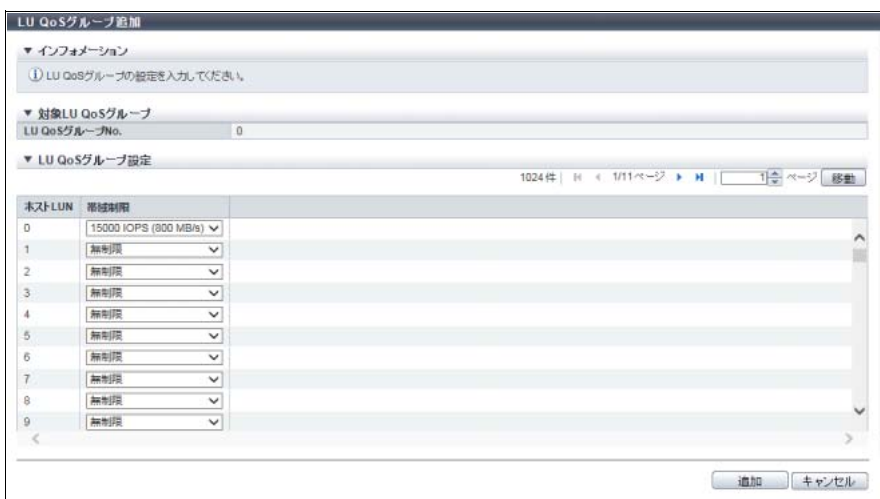 LU QoSグループ追加
▼ インフォメーション
LU QoSグループの設定を入力してください。
▼ 対象LU QoSグループ
LU QoSグループNo. 0
▼ LU QoSグループ設定
1024件 1/11ページ 1 ページ 移動
ホストLUN 帯域制限
0 15000 IOPS (800 MB/s)
1 無制限
2 無制限
3 無制限
4 無制限
5 無制限
6 無制限
7 無制限
8 無制限
9 無制限
追加 キャンセル